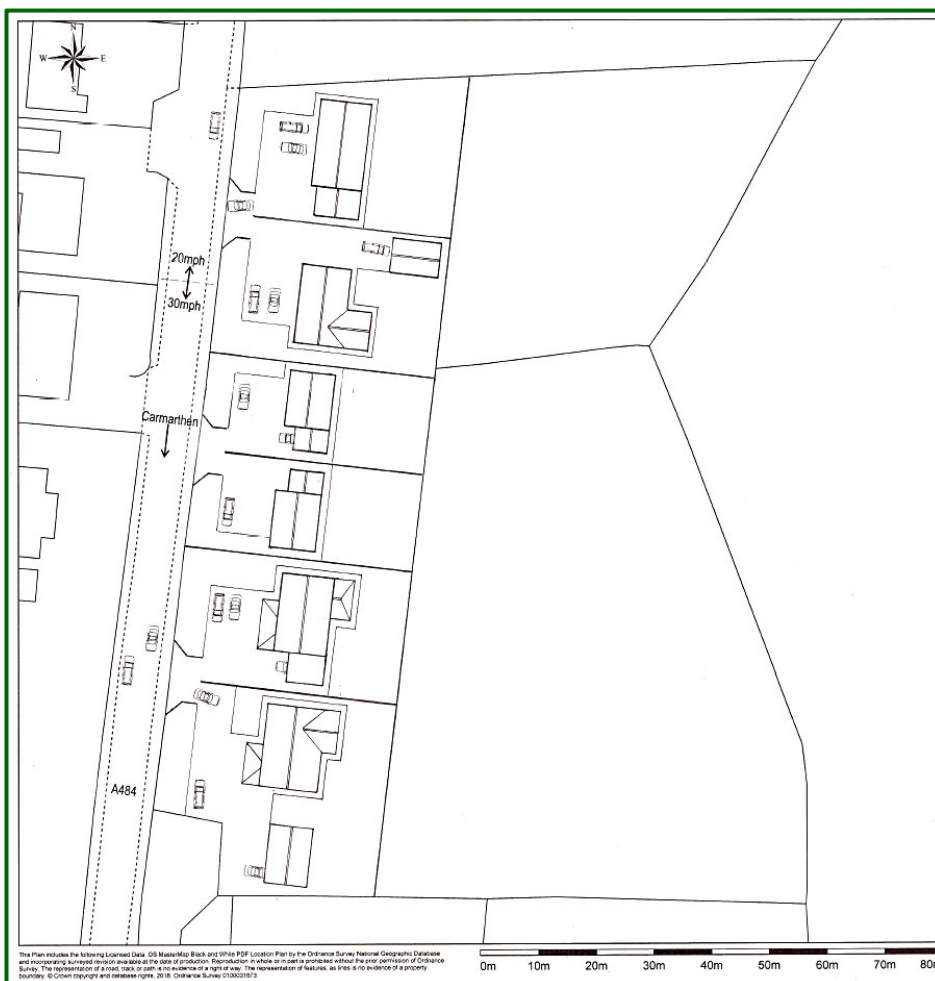 N
W E
S
20mph
30mph
Carmarthen
A484
This Plan includes the following Licensed Data: OS MasterMap Black and White PDF Location Plan by the Ordnance Survey National Geographic Database
and incorporating surveyed revision available at the date of production. Reproduction in whole or in part is prohibited without the prior permission of Ordnance
Survey. The representation of a road, track or path is no evidence of a right of way. The representation of features, as lines is no evidence of a property
boundary. © Crown copyright and database rights, 2018. Ordnance Survey 0100031673
0m 10m 20m 30m 40m 50m 60m 70m 80m